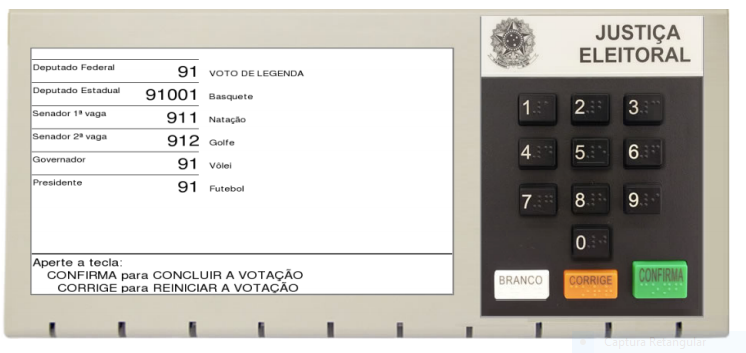 JUSTIÇA
ELEITORAL
Deputado Federal 91 VOTO DE LEGENDA
Deputado Estadual 91001 Basquete
Senador 1ª vaga 911 Natação
Senador 2ª vaga 912 Golfe
Governador 91 Vôlei
Presidente 91 Futebol
Aperte a tecla:
CONFIRMA para CONCLUIR A VOTAÇÃO
CORRIGE para REINICIAR A VOTAÇÃO
1 2 3
4 5 6
7 8 9
0
BRANCO CORRIGE CONFIRMA
Captura Retangular